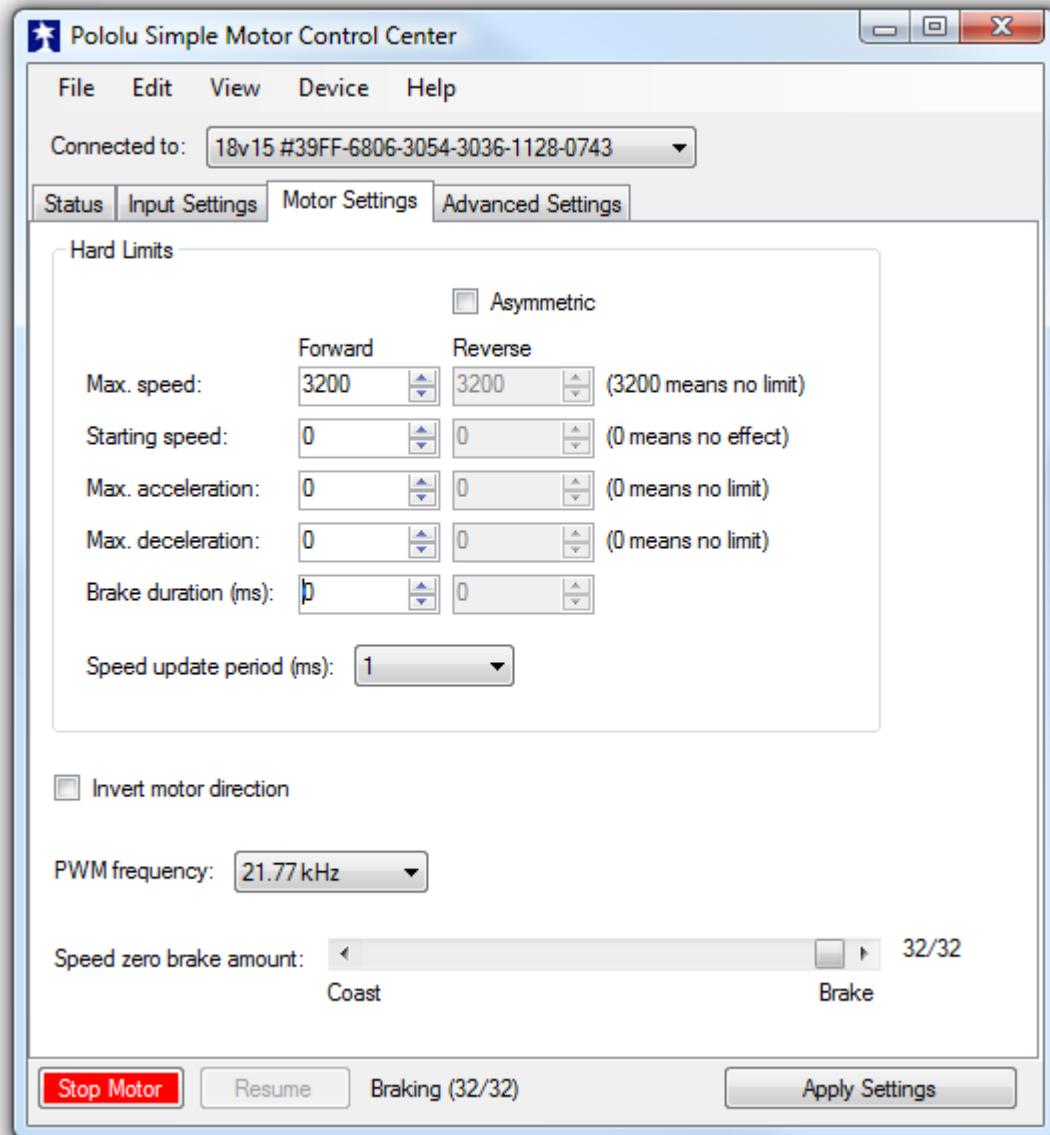 Pololu Simple Motor Control Center
File Edit View Device Help
Connected to: 18v15 #39FF-6806-3054-3036-1128-0743
Status Input Settings Motor Settings Advanced Settings
Hard Limits
Asymmetric
Forward Reverse
Max. speed: 3200 3200 (3200 means no limit)
Starting speed: 0 0 (0 means no effect)
Max. acceleration: 0 0 (0 means no limit)
Max. deceleration: 0 0 (0 means no limit)
Brake duration (ms): 0 0
Speed update period (ms): 1
Invert motor direction
PWM frequency: 21.77 kHz
Speed zero brake amount: 32/32
Coast Brake
Stop Motor Resume Braking (32/32) Apply Settings